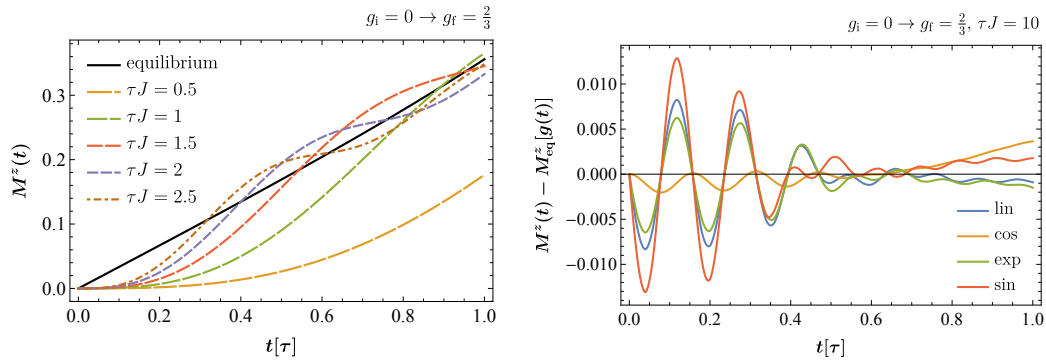 g_i = 0 → g_f = 2/3
equilibrium
τJ = 0.5
τJ = 1
τJ = 1.5
τJ = 2
τJ = 2.5
M^z(t)
0.3
0.2
0.1
0.0
0.0 0.2 0.4 0.6 0.8 1.0
t[τ]
g_i = 0 → g_f = 2/3, τJ = 10
M^z(t) − M^z_eq[g(t)]
0.010
0.005
0.000
−0.005
−0.010
lin
cos
exp
sin
0.0 0.2 0.4 0.6 0.8 1.0
t[τ]